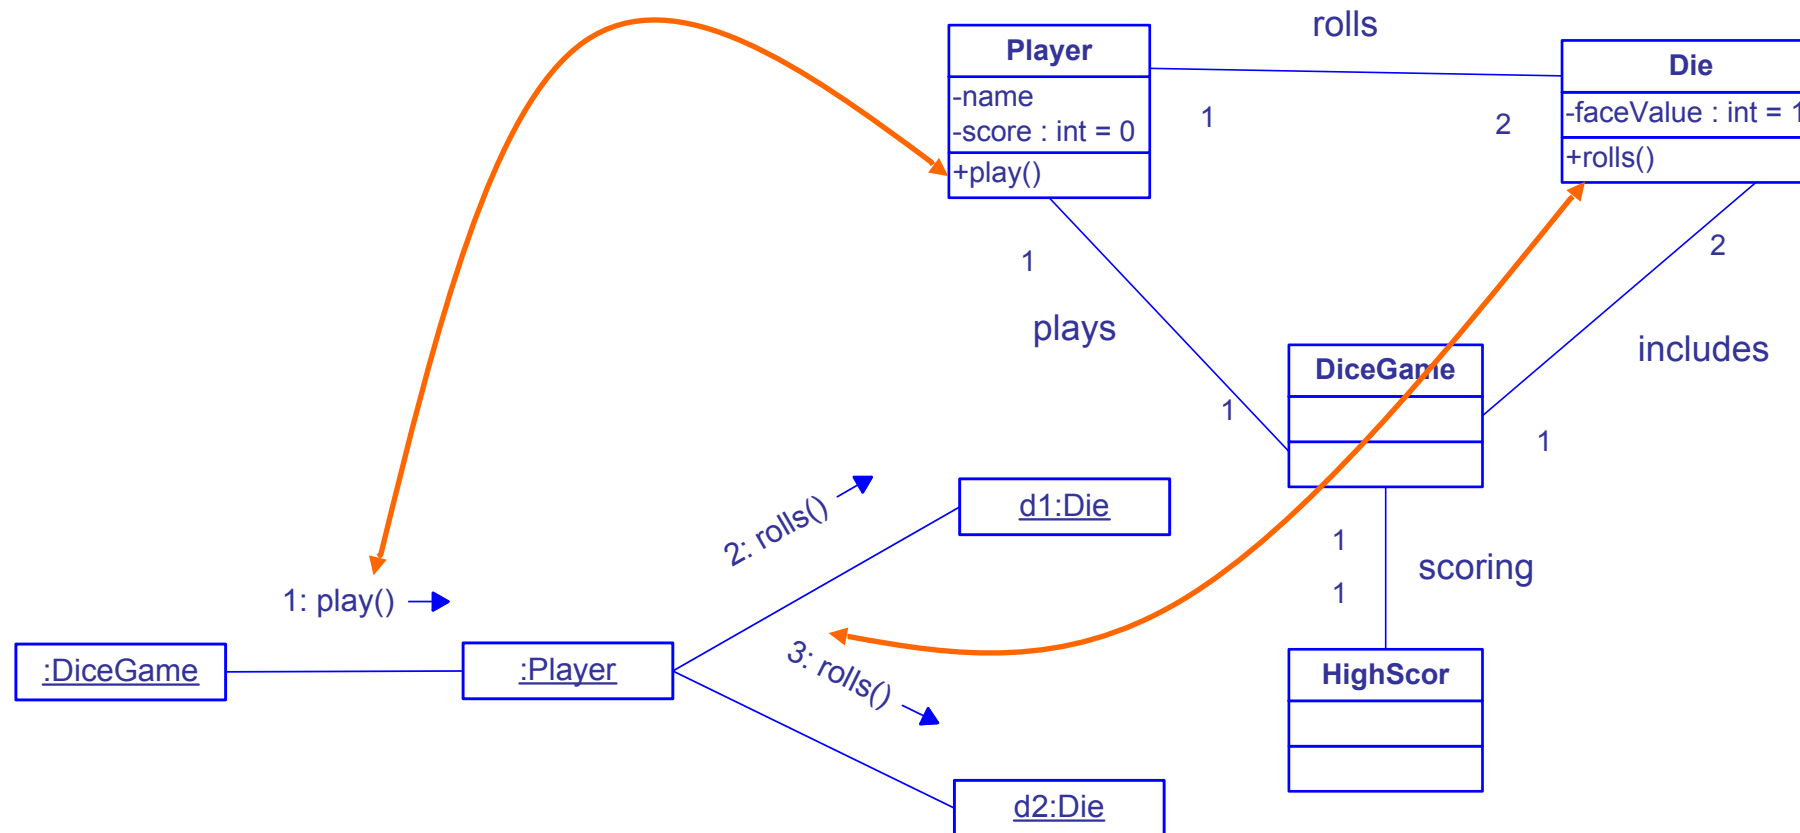 rolls
Player
-name
-score : int = 0
+play()
1
2
Die
-faceValue : int = 1
+rolls()
1
plays
1
2
includes
1
DiceGame
1
scoring
1
HighScor
1: play()
2: rolls()
3: rolls()
:DiceGame
:Player
d1:Die
d2:Die